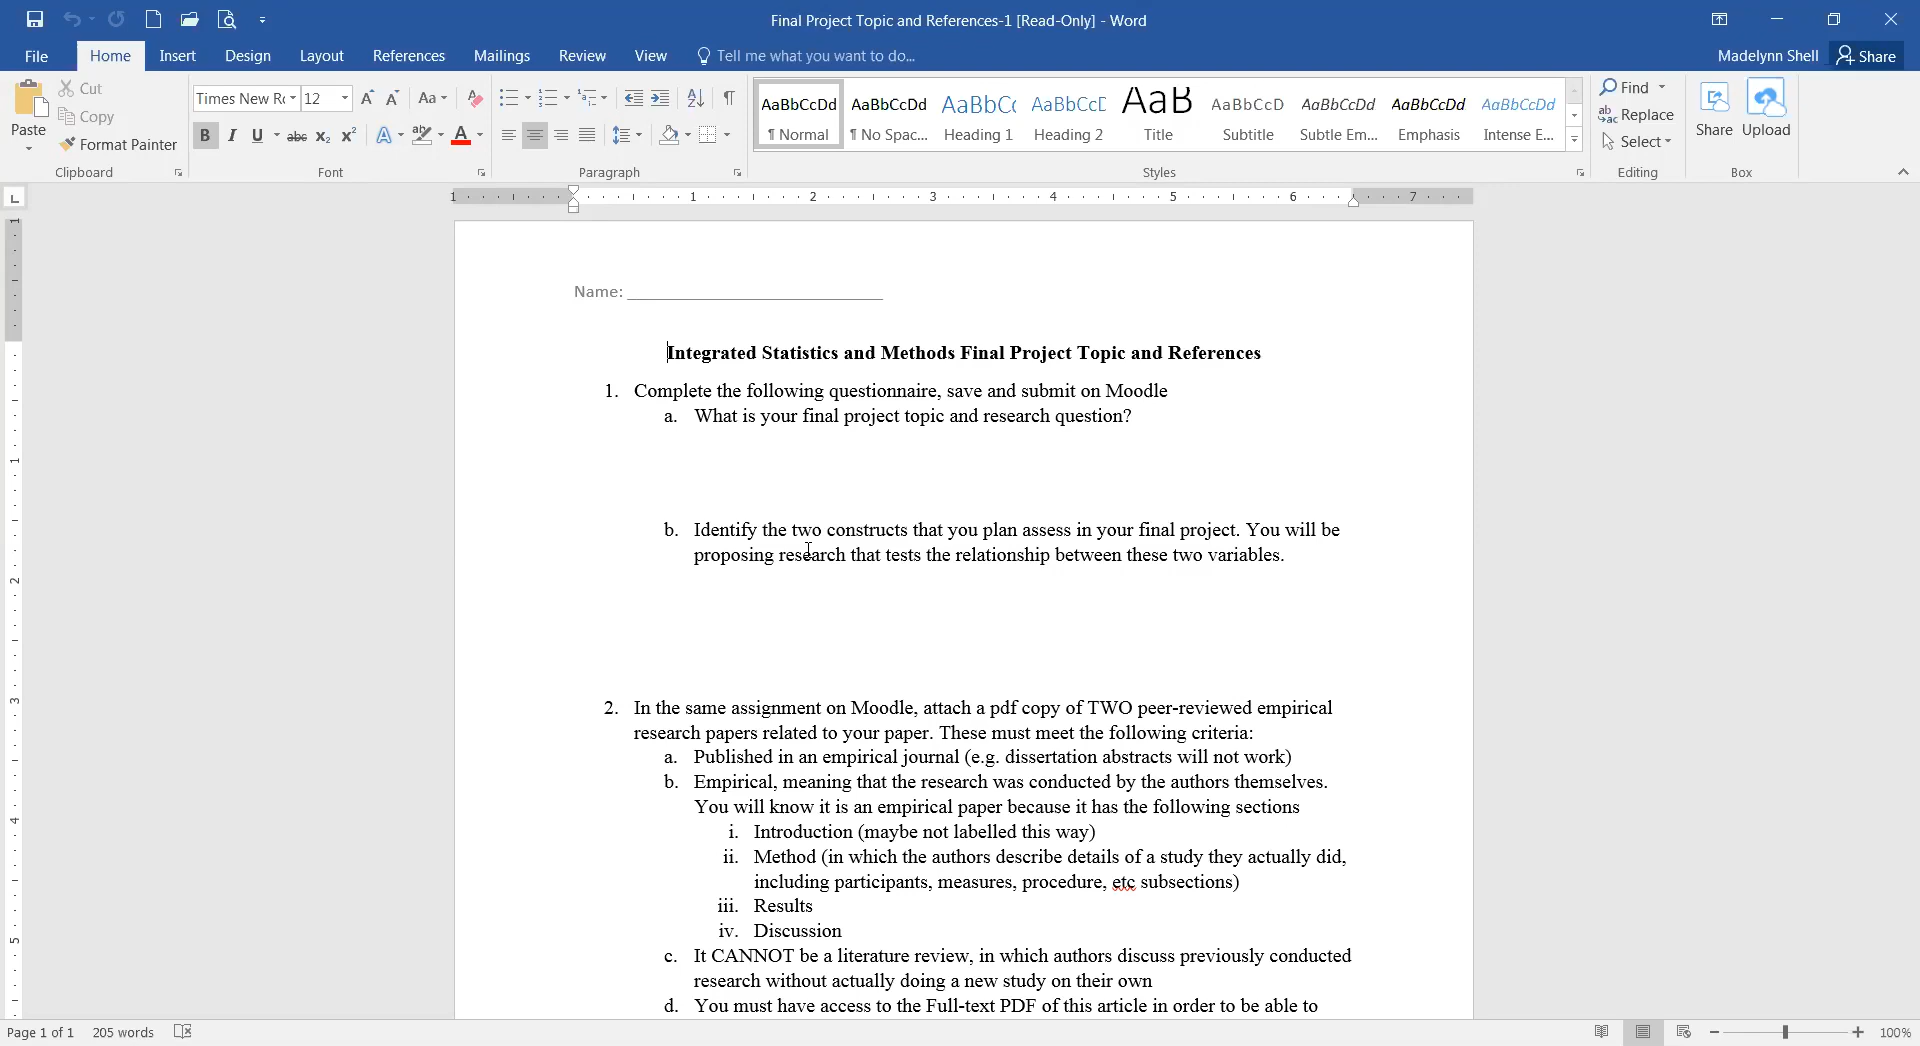 Final Project Topic and References-1 [Read-Only] - Word
File Home Insert Design Layout References Mailings Review View Tell me what you want to do... Madelynn Shell Share
Paste
Cut
Copy
Format Painter
Clipboard
Times New Ro 12
Font
Paragraph
AaBbCcDd AaBbCcDd AaBbCc AaBbCcE AaB AaBbCcD AaBbCcDd AaBbCcDd AaBbCcDd
¶ Normal ¶ No Spac... Heading 1 Heading 2 Title Subtitle Subtle Em... Emphasis Intense E...
Styles
Find
Replace
Select
Editing
Share Upload
Box
1 1 2 3 4 5 6 7
Name:
Integrated Statistics and Methods Final Project Topic and References
1. Complete the following questionnaire, save and submit on Moodle
a. What is your final project topic and research question?
b. Identify the two constructs that you plan assess in your final project. You will be
proposing research that tests the relationship between these two variables.
2. In the same assignment on Moodle, attach a pdf copy of TWO peer-reviewed empirical
research papers related to your paper. These must meet the following criteria:
a. Published in an empirical journal (e.g. dissertation abstracts will not work)
b. Empirical, meaning that the research was conducted by the authors themselves.
You will know it is an empirical paper because it has the following sections
i. Introduction (maybe not labelled this way)
ii. Method (in which the authors describe details of a study they actually did,
including participants, measures, procedure, etc subsections)
iii. Results
iv. Discussion
c. It CANNOT be a literature review, in which authors discuss previously conducted
research without actually doing a new study on their own
d. You must have access to the Full-text PDF of this article in order to be able to
Page 1 of 1 205 words 100%